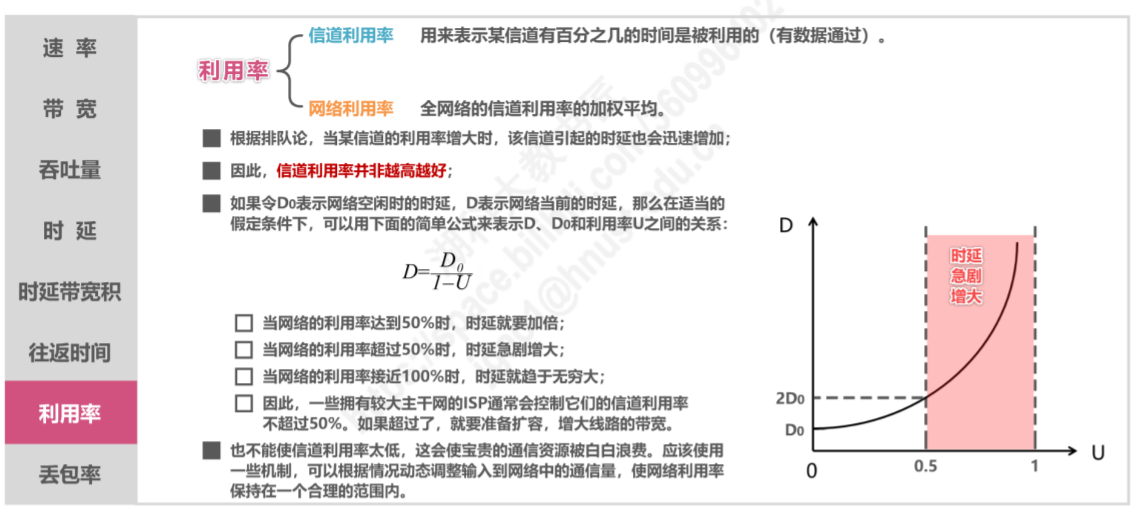 速 率
带 宽
吞吐量
时 延
时延带宽积
往返时间
利用率
丢包率
利用率
信道利用率 用来表示某信道有百分之几的时间是被利用的（有数据通过）。
网络利用率 全网络的信道利用率的加权平均。
根据排队论，当某信道的利用率增大时，该信道引起的时延也会迅速增加；
因此，信道利用率并非越高越好；
如果令D0表示网络空闲时的时延，D表示网络当前的时延，那么在适当的
假定条件下，可以用下面的简单公式来表示D、D0和利用率U之间的关系：
D=D0/1-U
当网络的利用率达到50%时，时延就要加倍；
当网络的利用率超过50%时，时延急剧增大；
当网络的利用率接近100%时，时延就趋于无穷大；
因此，一些拥有较大主干网的ISP通常会控制它们的信道利用率
不超过50%。如果超过了，就要准备扩容，增大线路的带宽。
也不能使信道利用率太低，这会使宝贵的通信资源被白白浪费。应该使用
一些机制，可以根据情况动态调整输入到网络中的通信量，使网络利用率
保持在一个合理的范围内。
D
时延
急剧
增大
2D0
D0
0
0.5
1
U